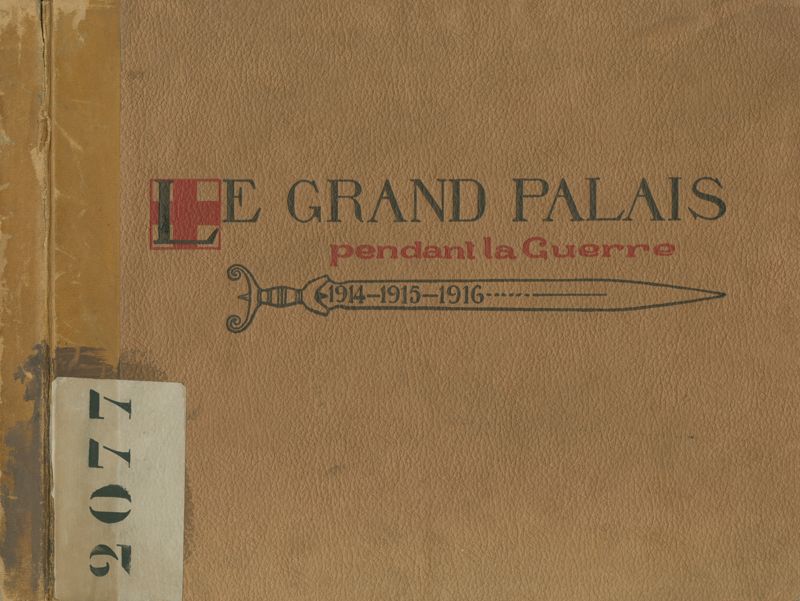 LE GRAND PALAIS
pendant la Guerre
1914-1915-1916......
2077